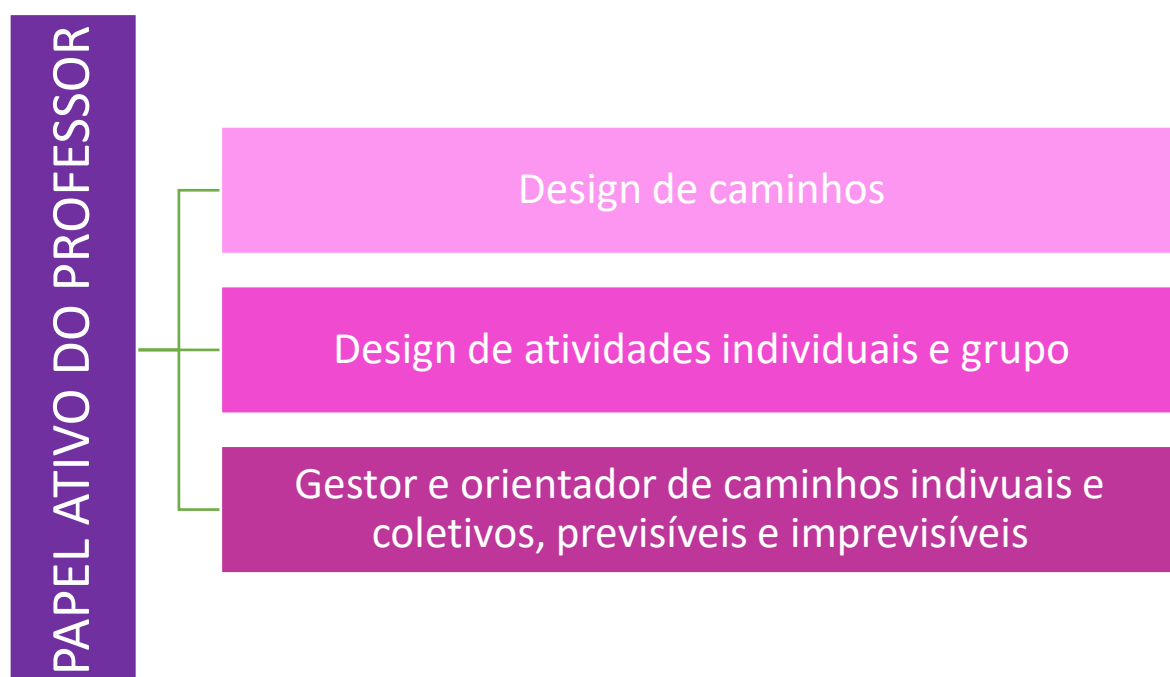 PAPEL ATIVO DO PROFESSOR
Design de caminhos
Design de atividades individuais e grupo
Gestor e orientador de caminhos indivuais e
coletivos, previsíveis e imprevisíveis